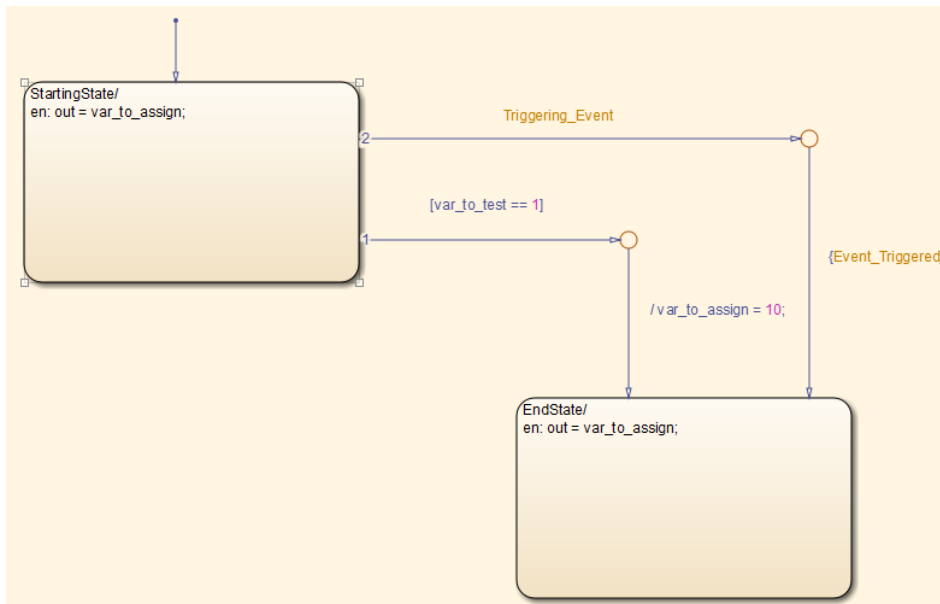 StartingState/
en: out = var_to_assign;
2
Triggering_Event
[var_to_test == 1]
1
{Event_Triggered
/ var_to_assign = 10;
EndState/
en: out = var_to_assign;